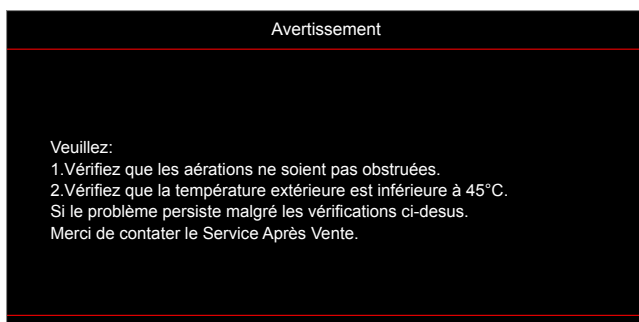 Avertissement
Veuillez:
1.Vérifiez que les aérations ne soient pas obstruées.
2.Vérifiez que la température extérieure est inférieure à 45°C.
Si le problème persiste malgré les vérifications ci-desus.
Merci de contater le Service Après Vente.